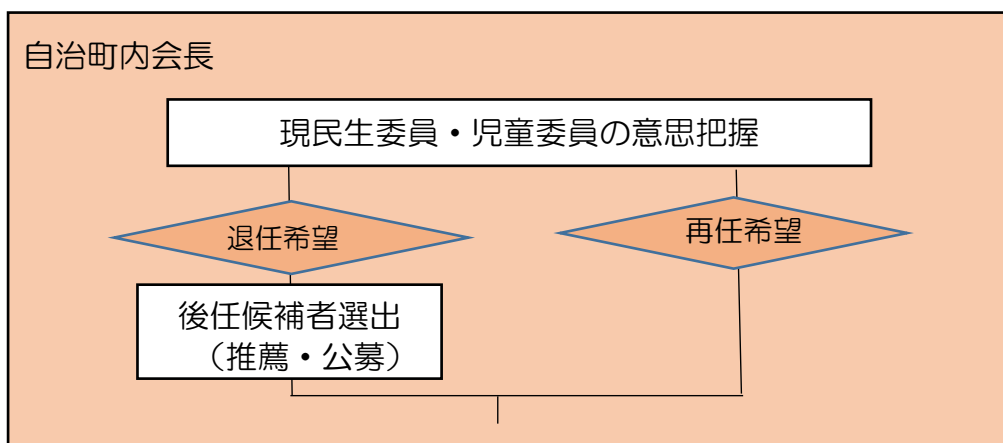 自治町内会長
現民生委員・児童委員の意思把握
退任希望
再任希望
後任候補者選出
（推薦・公募）